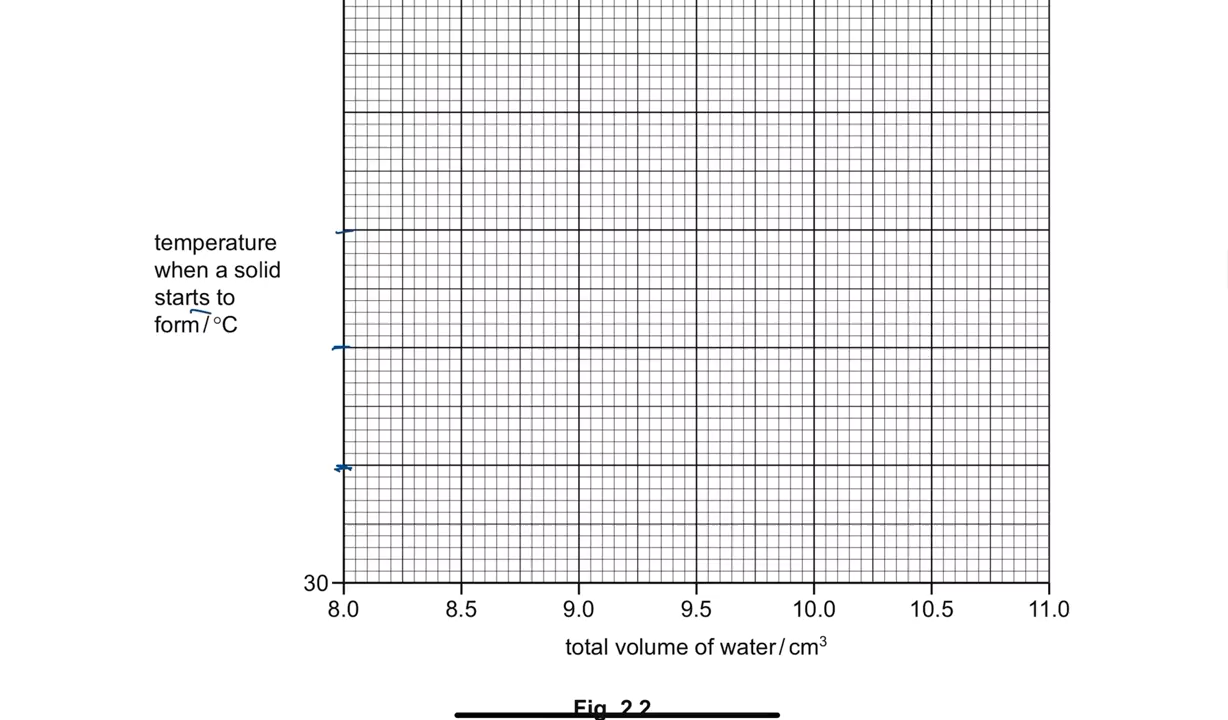 temperature
when a solid
starts to
form / °C
30
8.0 8.5 9.0 9.5 10.0 10.5 11.0
total volume of water / cm³
Fig. 2.2